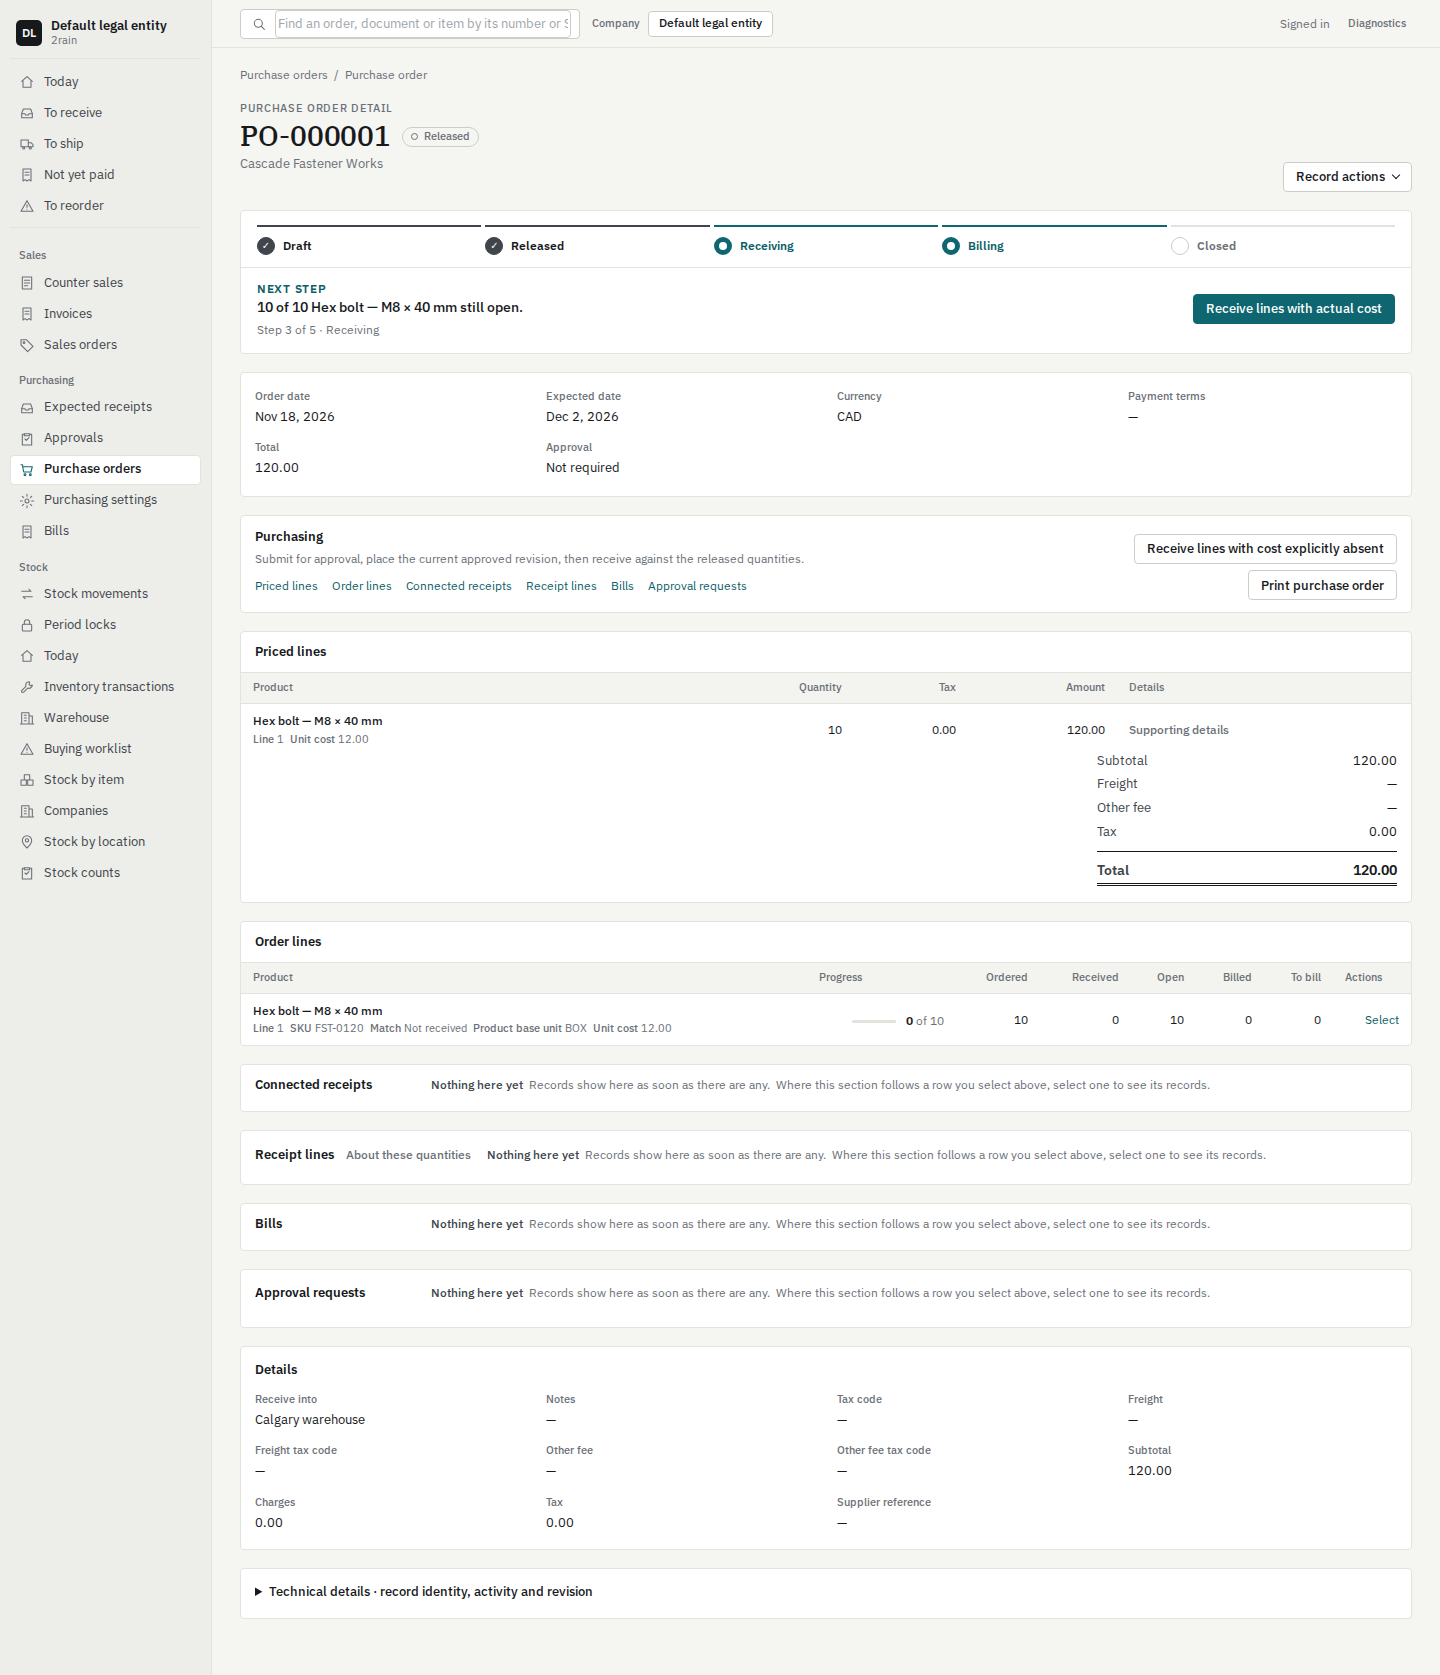 DL
Default legal entity
2rain
Today
To receive
To ship
Not yet paid
To reorder
Sales
Counter sales
Invoices
Sales orders
Purchasing
Expected receipts
Approvals
Purchase orders
Purchasing settings
Bills
Stock
Stock movements
Period locks
Today
Inventory transactions
Warehouse
Buying worklist
Stock by item
Companies
Stock by location
Stock counts
Find an order, document or item by its number or S
Company Default legal entity
Signed in Diagnostics
Purchase orders / Purchase order
PURCHASE ORDER DETAIL
PO-000001 Released
Cascade Fastener Works
Record actions
✓ Draft ✓ Released Receiving Billing Closed
NEXT STEP
10 of 10 Hex bolt — M8 × 40 mm still open.
Step 3 of 5 · Receiving
Receive lines with actual cost
Order date Expected date Currency Payment terms
Nov 18, 2026 Dec 2, 2026 CAD —
Total Approval
120.00 Not required
Purchasing
Submit for approval, place the current approved revision, then receive against the released quantities.
Priced lines Order lines Connected receipts Receipt lines Bills Approval requests
Receive lines with cost explicitly absent
Print purchase order
Priced lines
Product Quantity Tax Amount Details
Hex bolt — M8 × 40 mm
Line 1 Unit cost 12.00
10 0.00 120.00 Supporting details
Subtotal 120.00
Freight —
Other fee —
Tax 0.00
Total 120.00
Order lines
Product Progress Ordered Received Open Billed To bill Actions
Hex bolt — M8 × 40 mm
Line 1 SKU FST-0120 Match Not received Product base unit BOX Unit cost 12.00
0 of 10 10 0 10 0 0 Select
Connected receipts Nothing here yet Records show here as soon as there are any. Where this section follows a row you select above, select one to see its records.
Receipt lines About these quantities Nothing here yet Records show here as soon as there are any. Where this section follows a row you select above, select one to see its records.
Bills Nothing here yet Records show here as soon as there are any. Where this section follows a row you select above, select one to see its records.
Approval requests Nothing here yet Records show here as soon as there are any. Where this section follows a row you select above, select one to see its records.
Details
Receive into Notes Tax code Freight
Calgary warehouse — — —
Freight tax code Other fee Other fee tax code Subtotal
— — — 120.00
Charges Tax Supplier reference
0.00 0.00 —
Technical details · record identity, activity and revision